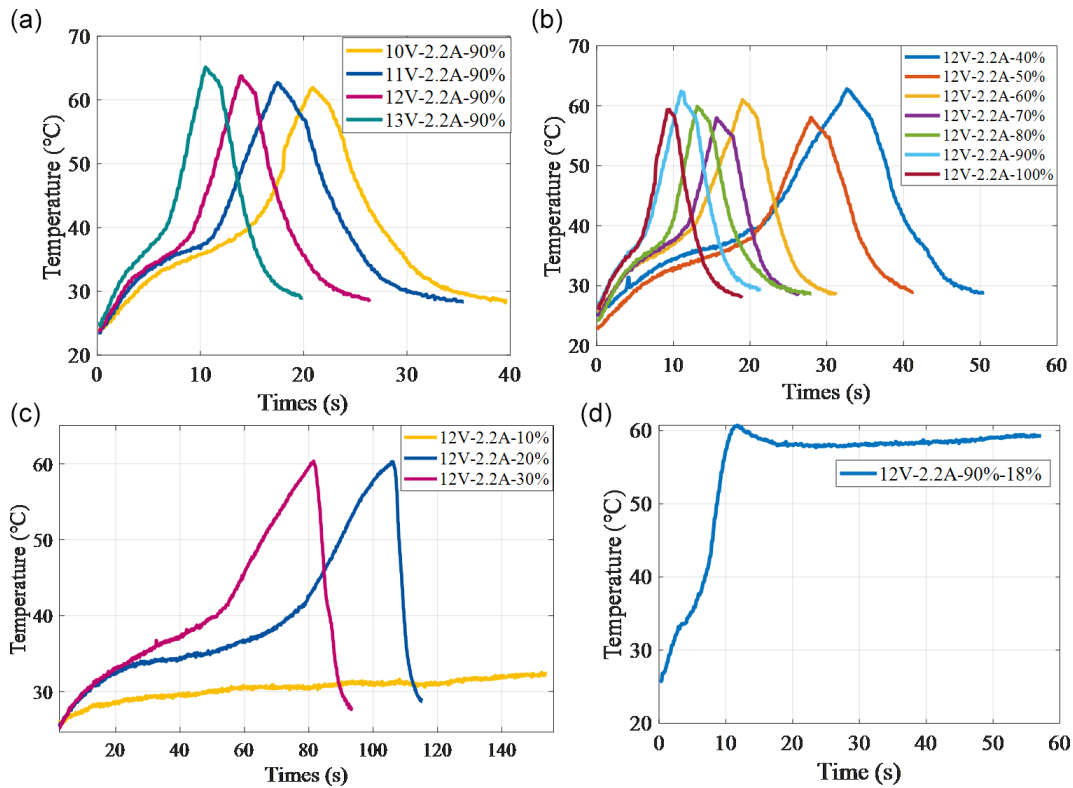 (a)
70
60
50
40
30
20
Temperature (°C)
0
10
20
30
40
Times (s)
10V-2.2A-90%
11V-2.2A-90%
12V-2.2A-90%
13V-2.2A-90%
(b)
70
60
50
40
30
20
Temperature (°C)
0
10
20
30
40
50
60
Times (s)
12V-2.2A-40%
12V-2.2A-50%
12V-2.2A-60%
12V-2.2A-70%
12V-2.2A-80%
12V-2.2A-90%
12V-2.2A-100%
(c)
60
50
40
30
Temperature (°C)
20
40
60
80
100
120
140
Times (s)
12V-2.2A-10%
12V-2.2A-20%
12V-2.2A-30%
(d)
60
50
40
30
20
Temperature (°C)
0
10
20
30
40
50
60
Time (s)
12V-2.2A-90%-18%